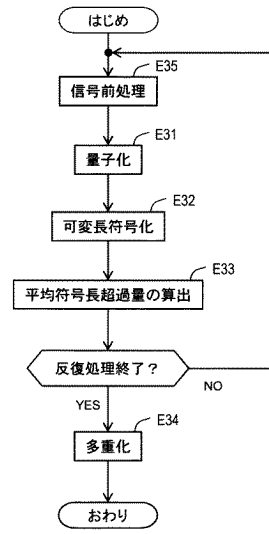 はじめ
E35
信号前処理
E31
量子化
E32
可変長符号化
E33
平均符号長超過量の算出
反復処理終了？
NO
YES
E34
多重化
おわり